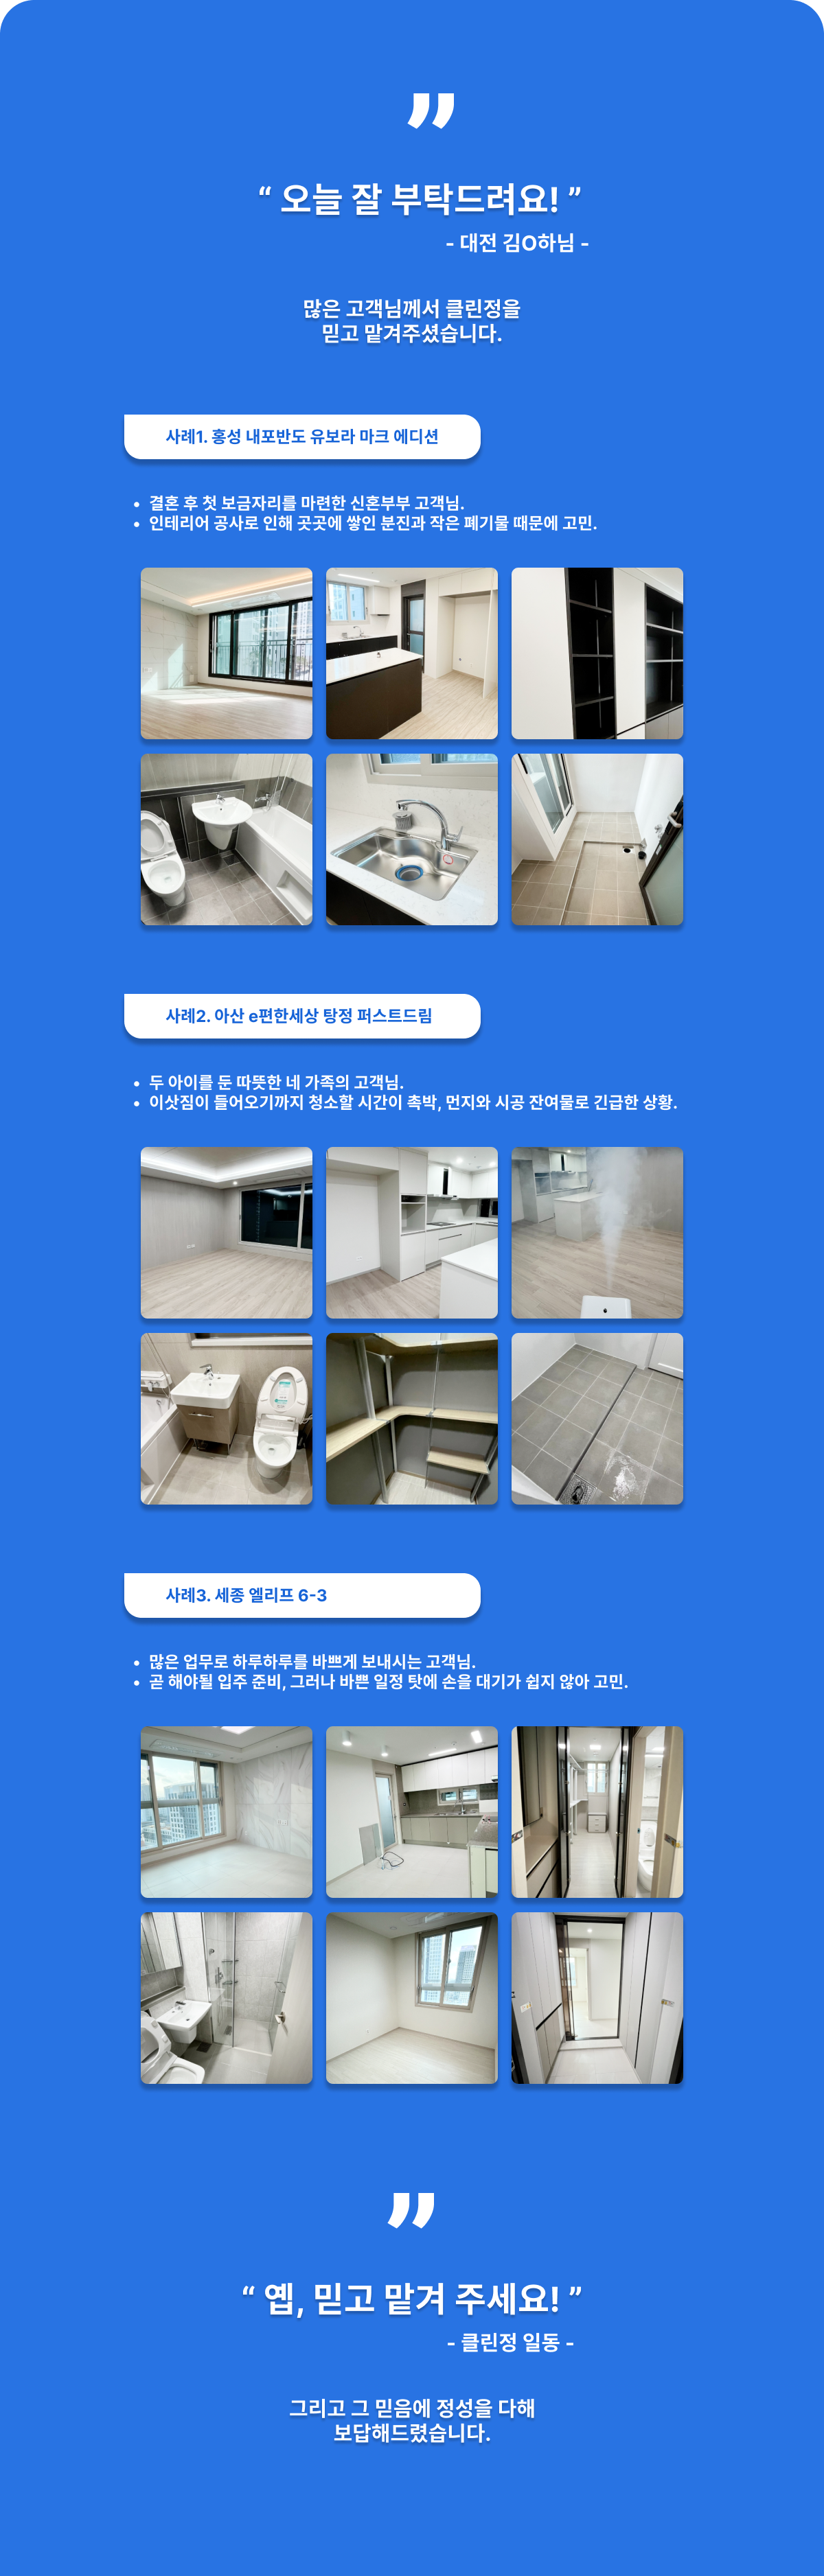 ”
“ 오늘 잘 부탁드려요! ”
- 대전 김O하님 -
많은 고객님께서 클린정을
믿고 맡겨주셨습니다.
사례1. 홍성 내포반도 유보라 마크 에디션
• 결혼 후 첫 보금자리를 마련한 신혼부부 고객님.
• 인테리어 공사로 인해 곳곳에 쌓인 분진과 작은 폐기물 때문에 고민.
사례2. 아산 e편한세상 탕정 퍼스트드림
• 두 아이를 둔 따뜻한 네 가족의 고객님.
• 이삿짐이 들어오기까지 청소할 시간이 촉박, 먼지와 시공 잔여물로 긴급한 상황.
사례3. 세종 엘리프 6-3
• 많은 업무로 하루하루를 바쁘게 보내시는 고객님.
• 곧 해야될 입주 준비, 그러나 바쁜 일정 탓에 손을 대기가 쉽지 않아 고민.
”
“ 옙, 믿고 맡겨 주세요! ”
- 클린정 일동 -
그리고 그 믿음에 정성을 다해
보답해드렸습니다.